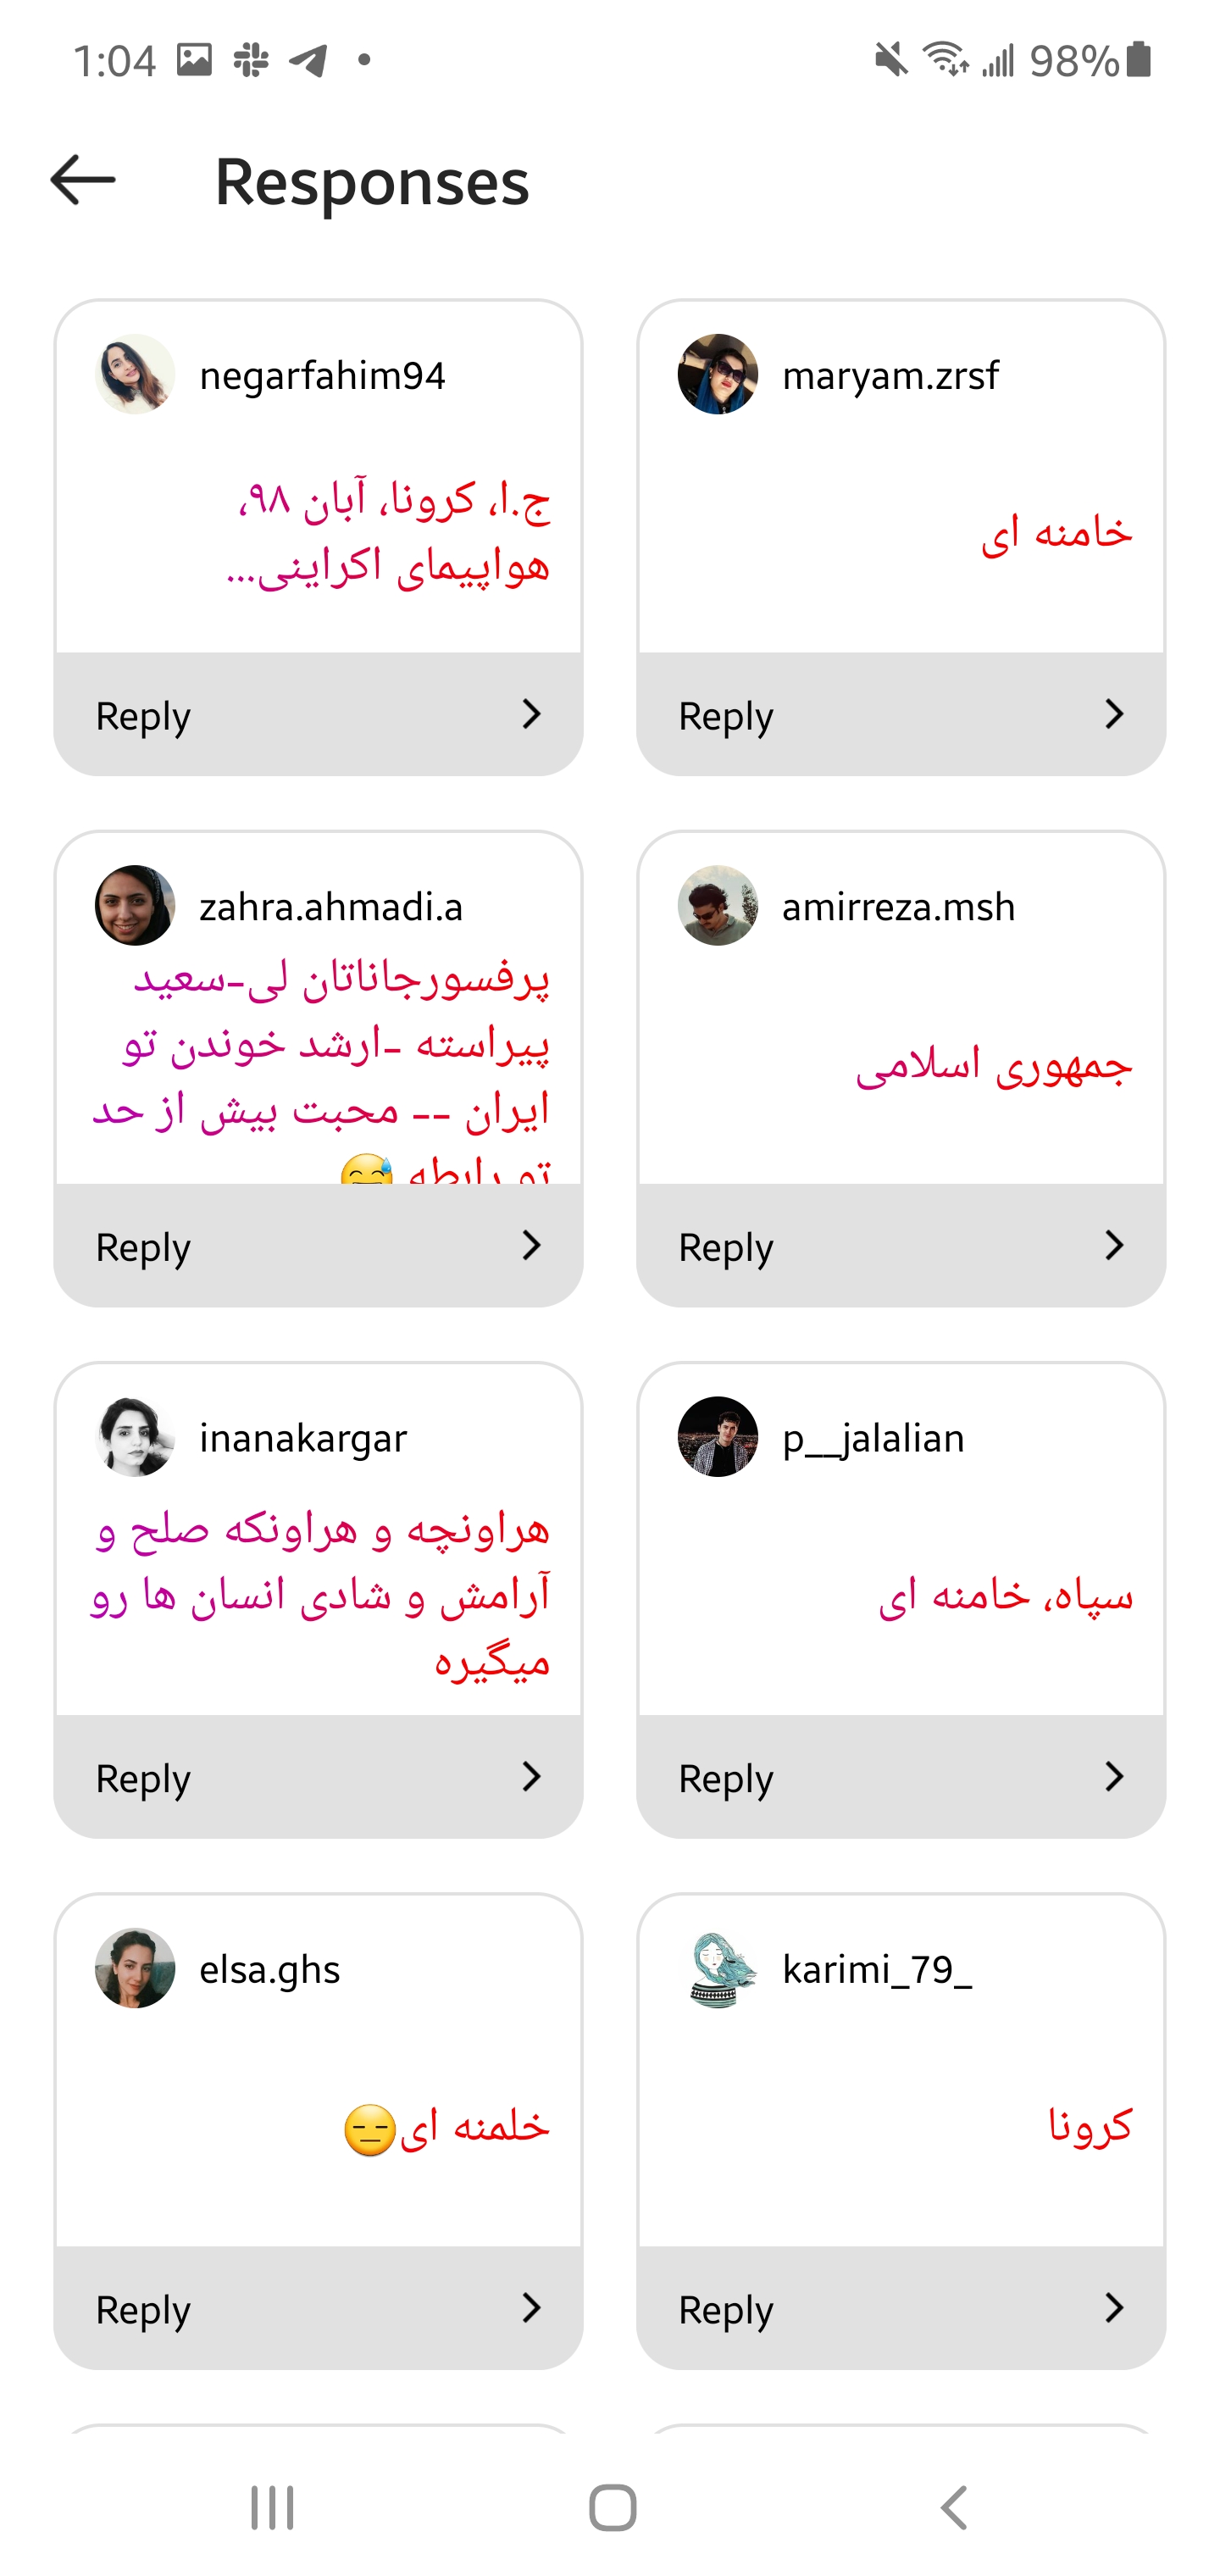 1:04
98%
Responses
negarfahim94
ج.ا، کرونا، آبان ۹۸،
هواپیمای اکراینی...
Reply
maryam.zrsf
خامنه ای
Reply
zahra.ahmadi.a
پرفسورجاناتان لی-سعید
پیراسته -ارشد خوندن تو
ایران -- محبت بیش از حد
تو رابطه 😅
Reply
amirreza.msh
جمهوری اسلامی
Reply
inanakargar
هراونچه و هراونکه صلح و
آرامش و شادی انسان ها رو
میگیره
Reply
p__jalalian
سپاه، خامنه ای
Reply
elsa.ghs
خلمنه ای😑
Reply
karimi_79_
کرونا
Reply